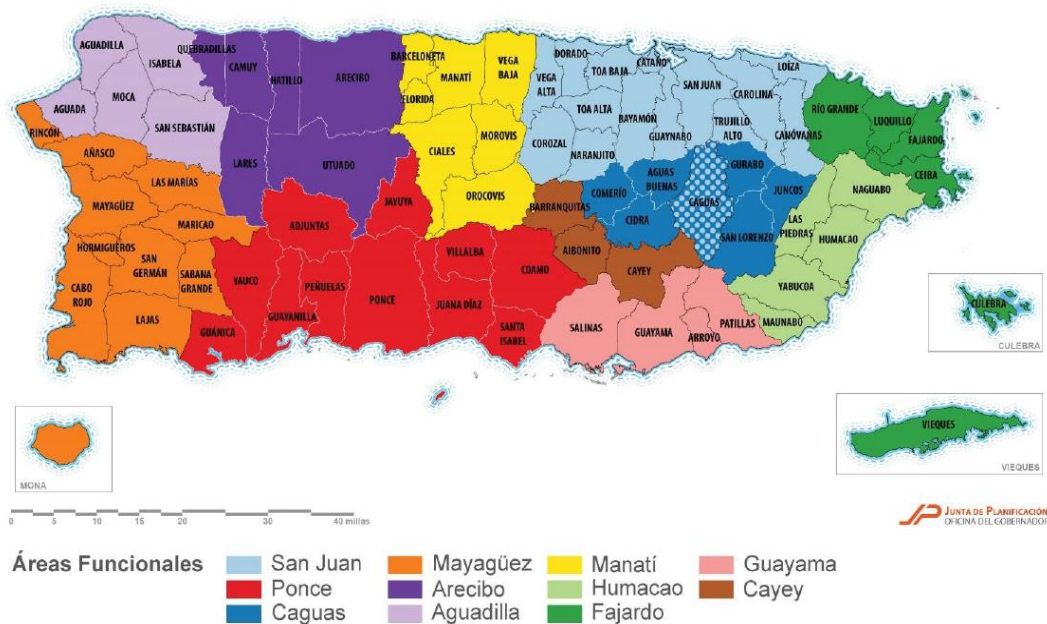 AGUADILLA
ISABELA
QUEBRADILLAS
CAMUY
HATILLO
ARECIBO
BARCELONETA
MANATÍ
VEGA
BAJA
DORADO
VEGA
ALTA
TOA BAJA
CATAÑO
SAN JUAN
LOÍZA
CAROLINA
AGUADA
MOCA
SAN SEBASTIÁN
FLORIDA
TOA ALTA
BAYAMÓN
TRUJILLO
ALTO
RÍO GRANDE
LUQUILLO
RINCÓN
AÑASCO
LARES
UTUADO
CIALES
MOROVIS
COROZAL
NARANJITO
GUAYNABO
CANÓVANAS
FAJARDO
CEIBA
LAS MARÍAS
OROCOVIS
COMERÍO
AGUAS
BUENAS
GURABO
JUNCOS
NAGUABO
MAYAGÜEZ
MARICAO
ADJUNTAS
JAYUYA
BARRANQUITAS
CIDRA
CAGUAS
SAN LORENZO
LAS
PIEDRAS
HUMACAO
HORMIGUEROS
SAN
GERMÁN
SABANA
GRANDE
VILLALBA
AIBONITO
CAYEY
CABO
ROJO
LAJAS
YAUCO
PEÑUELAS
PONCE
COAMO
YABUCOA
GUÁNICA
GUAYANILLA
JUANA DÍAZ
SANTA
ISABEL
SALINAS
GUAYAMA
ARROYO
PATILLAS
MAUNABO
CULEBRA
CULEBRA
VIEQUES
VIEQUES
MONA
0 5 10 15 20 30 40 millas
JP JUNTA DE PLANIFICACIÓN
OFICINA DEL GOBERNADOR
Áreas Funcionales
San Juan Mayagüez Manatí Guayama
Ponce Arecibo Humacao Cayey
Caguas Aguadilla Fajardo